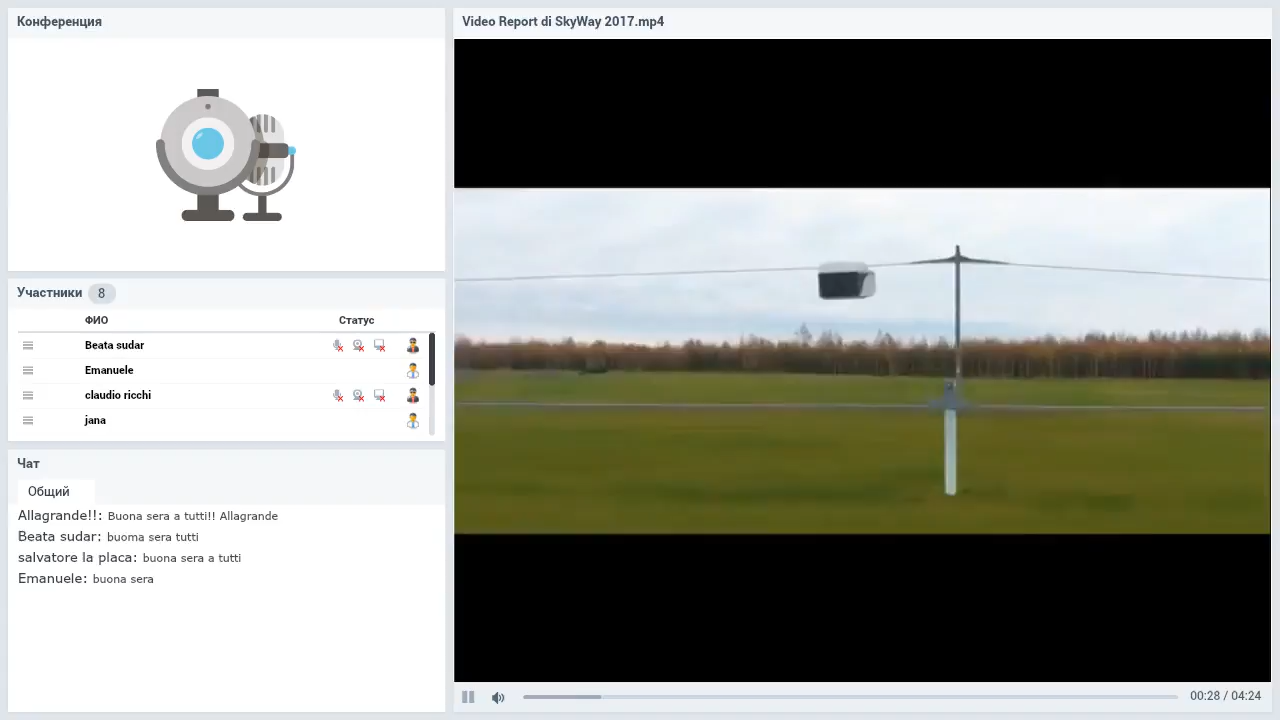 Конференция
Участники 8
ФИО Статус
Beata sudar
Emanuele
claudio ricchi
jana
Чат
Общий
Allagrande!!: Buona sera a tutti!! Allagrande
Beata sudar: buoma sera tutti
salvatore la placa: buona sera a tutti
Emanuele: buona sera
Video Report di SkyWay 2017.mp4
00:28 / 04:24